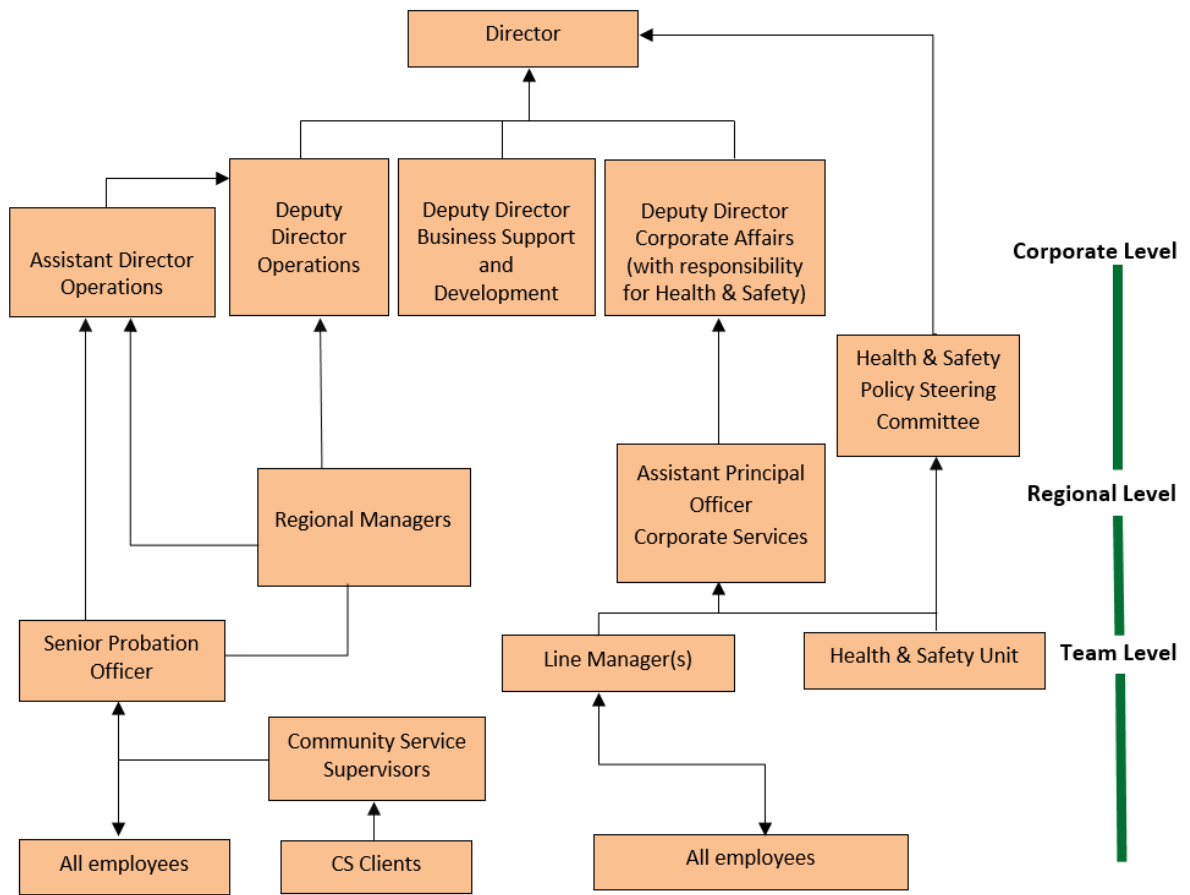 Director
Deputy
Director
Operations
Deputy Director
Business Support
and
Development
Deputy Director
Corporate Affairs
(with responsibility
for Health & Safety)
Assistant Director
Operations
Corporate Level
Health & Safety
Policy Steering
Committee
Assistant Principal
Officer
Corporate Services
Regional Managers
Regional Level
Senior Probation
Officer
Line Manager(s)
Health & Safety Unit
Team Level
Community Service
Supervisors
All employees
CS Clients
All employees